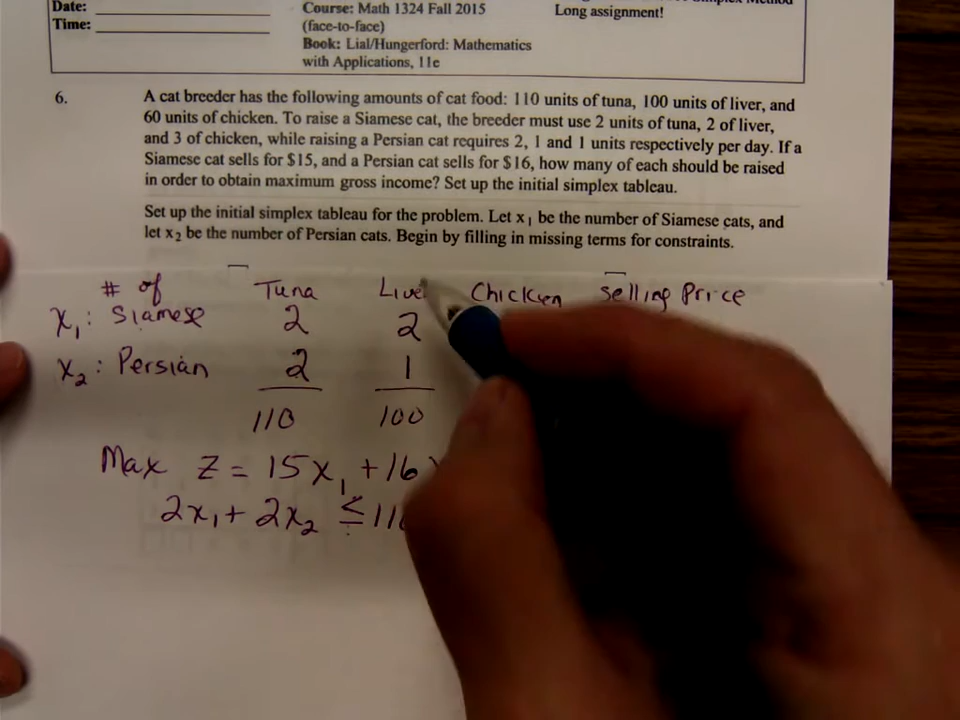 Date: Course: Math 1324 Fall 2015 Simplex Method
Time: (face-to-face) Long assignment!
Book: Lial/Hungerford: Mathematics
with Applications, 11e
6. A cat breeder has the following amounts of cat food: 110 units of tuna, 100 units of liver, and
60 units of chicken. To raise a Siamese cat, the breeder must use 2 units of tuna, 2 of liver,
and 3 of chicken, while raising a Persian cat requires 2, 1 and 1 units respectively per day. If a
Siamese cat sells for $15, and a Persian cat sells for $16, how many of each should be raised
in order to obtain maximum gross income? Set up the initial simplex tableau.
Set up the initial simplex tableau for the problem. Let x₁ be the number of Siamese cats, and
let x₂ be the number of Persian cats. Begin by filling in missing terms for constraints.
# of Tuna Live Chicken Selling Price
x₁: Siamese 2 2
x₂: Persian 2 1
110 100
Max Z = 15x₁ + 16
2x₁ + 2x₂ ≤ 11